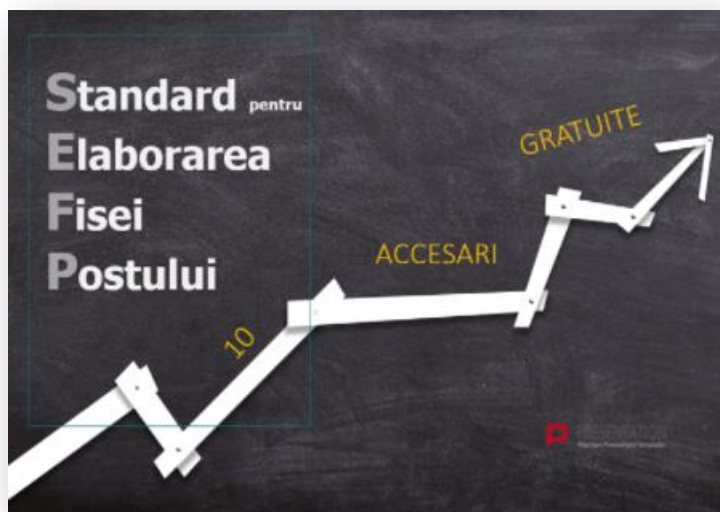 Standard pentru
Elaborarea
Fisei
Postului
10
ACCESARI
GRATUITE